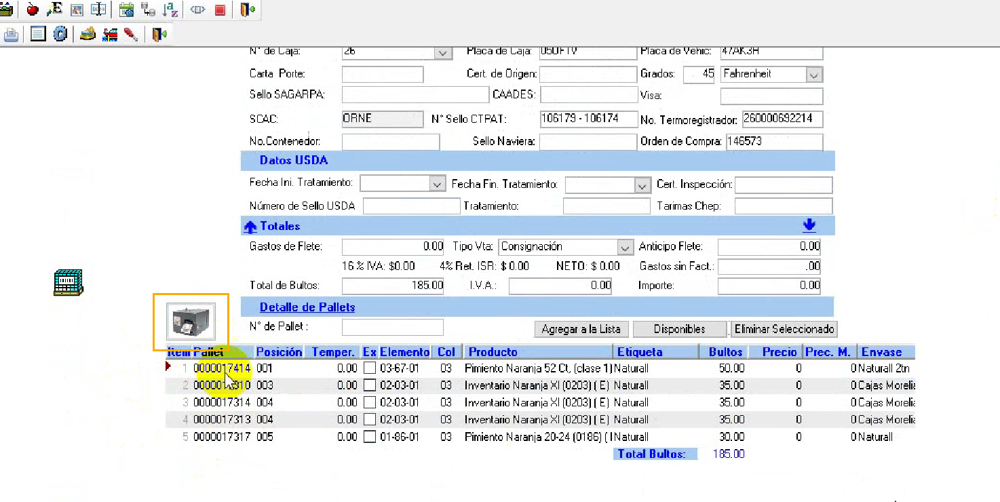 N° de Caja: 26 Placa de Caja: 05UF1V Placa de Vehic: 47AK3H
Carta Porte: Cert. de Origen: Grados: 45 Fahrenheit
Sello SAGARPA: CAADES: Visa:
SCAC: ORNE N° Sello CTPAT: 106179 - 106174 No. Termoregistrador: 260000692214
No.Contenedor: Sello Naviera: Orden de Compra: 146573
Datos USDA
Fecha Ini. Tratamiento: Fecha Fin. Tratamiento: Cert. Inspección:
Número de Sello USDA Tratamiento: Tarimas Chep:
Totales
Gastos de Flete: 0.00 Tipo Vta: Consignación Anticipo Flete: 0.00
16 % IVA: $0.00 4% Ret. ISR: $ 0.00 NETO: $ 0.00 Gastos sin Fact.: .00
Total de Bultos: 185.00 I.V.A.: 0.00 Importe: 0.00
Detalle de Pallets
N° de Pallet : Agregar a la Lista Disponibles Eliminar Seleccionado
Item Pallet Posición Temper. Ex Elemento Col Producto Etiqueta Bultos Precio Prec. M. Envase
1 0000017414 001 0.00 03-67-01 03 Pimiento Naranja 52 Ct, (clase 1) Naturall 50.00 0 0 Naturall 2tn
2 0000017310 003 0.00 02-03-01 03 Inventario Naranja Xl (0203) ( E) Naturall 35.00 0 0 Cajas Morelia
3 0000017314 004 0.00 02-03-01 03 Inventario Naranja Xl (0203) ( E) Naturall 35.00 0 0 Cajas Morelia
4 0000017313 004 0.00 02-03-01 03 Inventario Naranja Xl (0203) ( E) Naturall 35.00 0 0 Cajas Morelia
5 0000017317 005 0.00 01-86-01 03 Pimiento Naranja 20-24 (0186) ( Naturall 30.00 0 0 Naturall
Total Bultos: 185.00